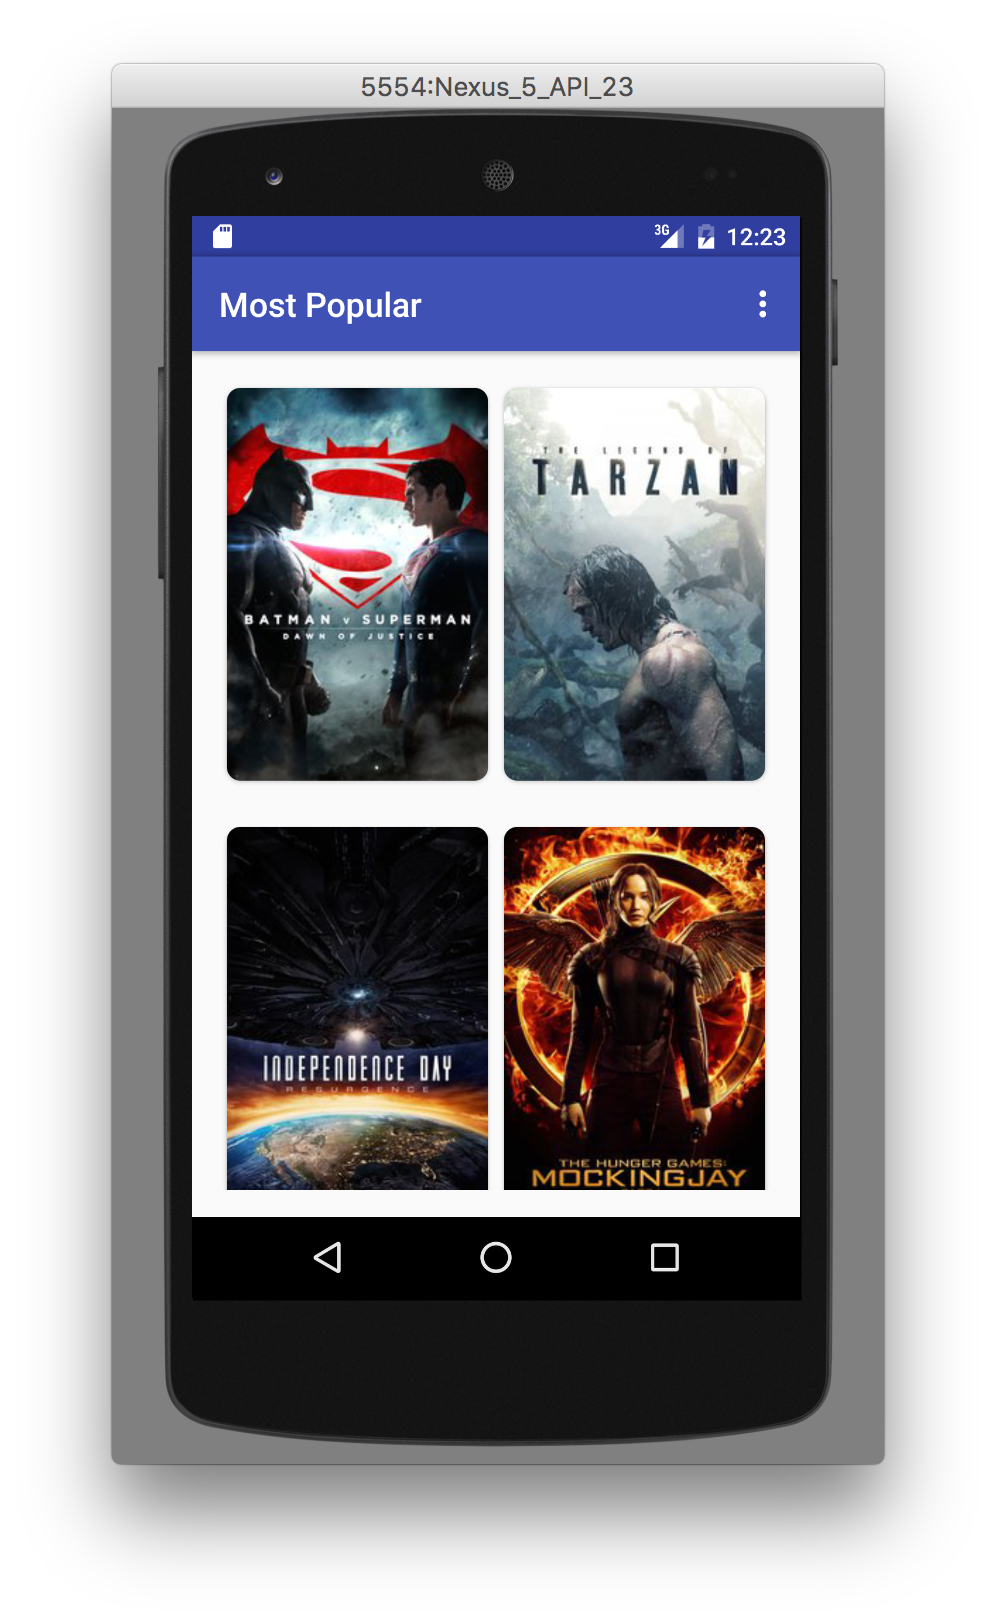 5554:Nexus_5_API_23
3G
12:23
Most Popular
BATMAN v SUPERMAN
DAWN OF JUSTICE
THE LEGEND OF
TARZAN
INDEPENDENCE DAY
RESURGENCE
THE HUNGER GAMES:
MOCKINGJAY